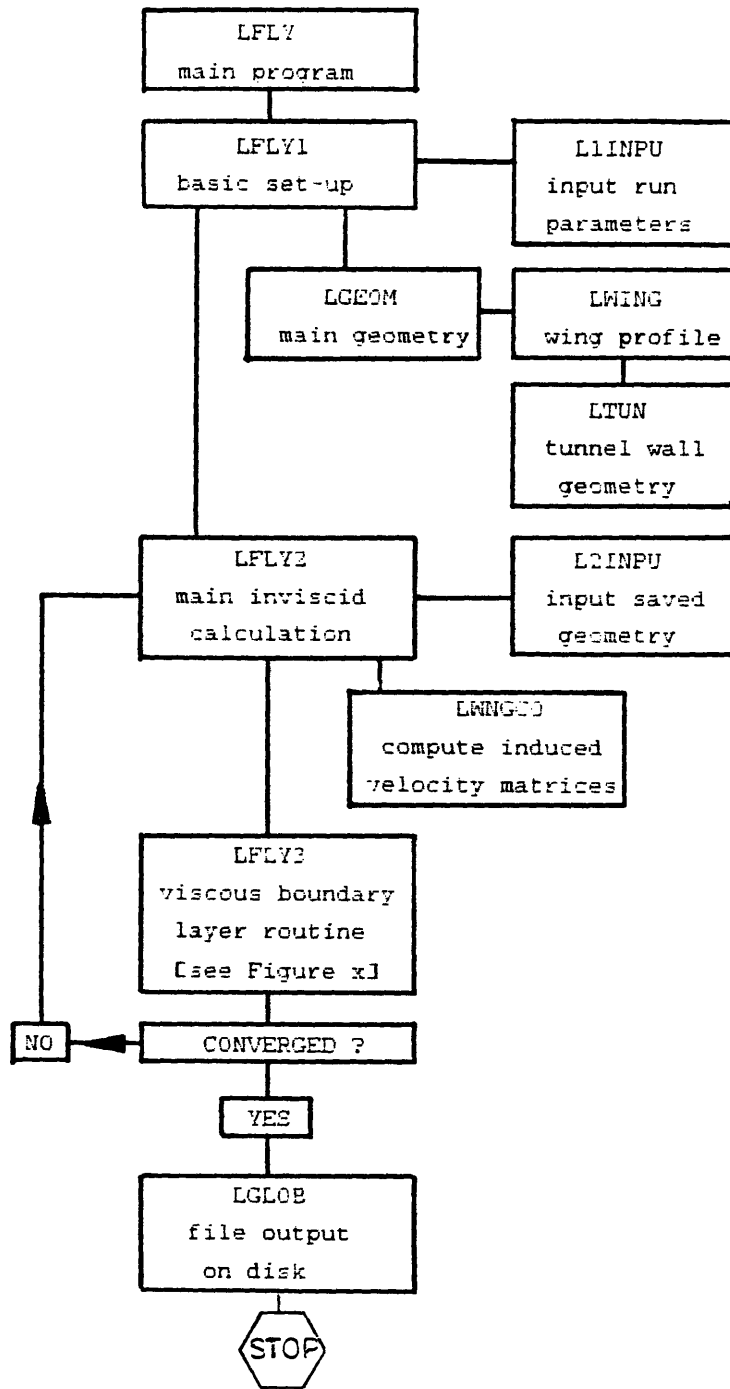 LFLY
main program
LFLY1
basic set-up
L1INPU
input run
parameters
LGEOM
main geometry
LWING
wing profile
LTUN
tunnel wall
geometry
LFLY2
main inviscid
calculation
L2INPU
input saved
geometry
LWNGCO
compute induced
velocity matrices
LFLY3
viscous boundary
layer routine
[see Figure x]
CONVERGED ?
NO
YES
LGLOB
file output
on disk
STOP